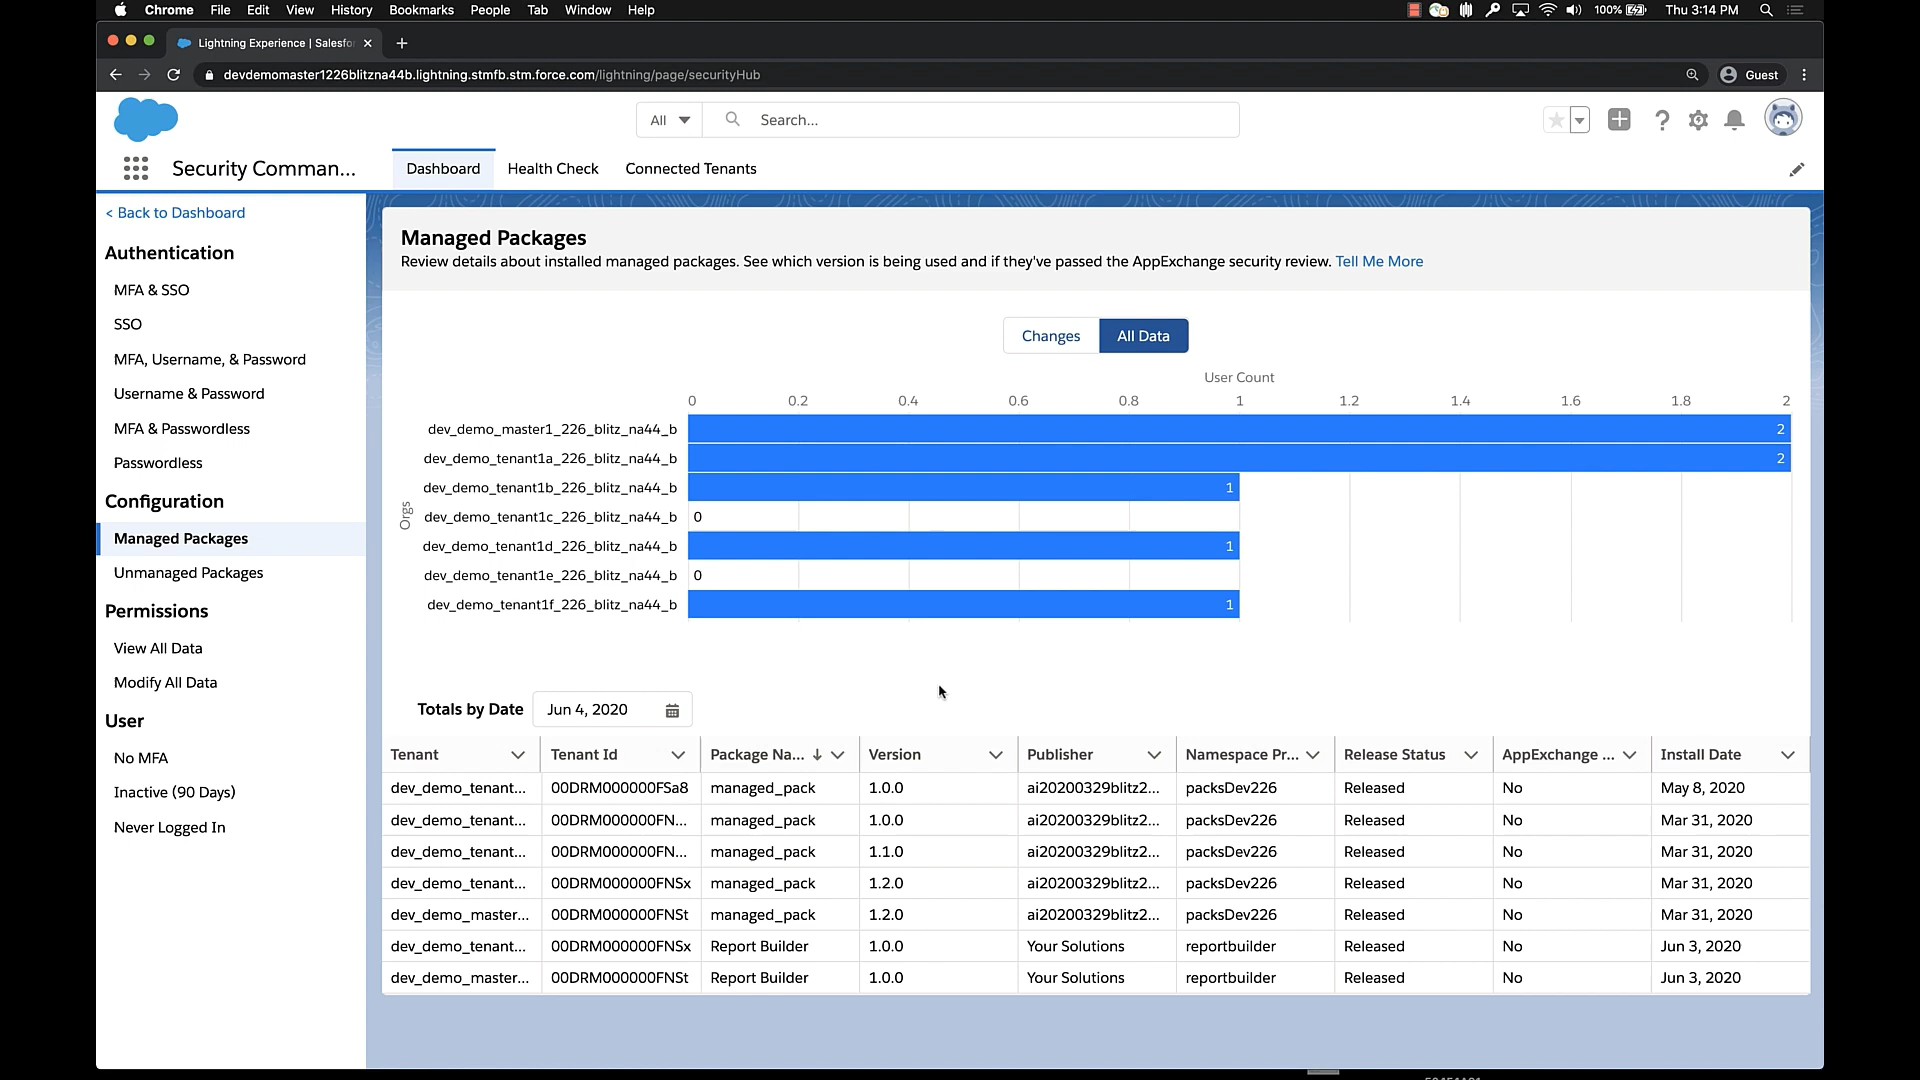 Chrome File Edit View History Bookmarks People Tab Window Help 100% Thu 3:14 PM
Lightning Experience | Salesfo
devdemomaster1226blitzna44b.lightning.stmfb.stm.force.com/lightning/page/securityHub Guest
All Search...
Security Comman... Dashboard Health Check Connected Tenants
< Back to Dashboard
Authentication
MFA & SSO
SSO
MFA, Username, & Password
Username & Password
MFA & Passwordless
Passwordless
Configuration
Managed Packages
Unmanaged Packages
Permissions
View All Data
Modify All Data
User
No MFA
Inactive (90 Days)
Never Logged In
Managed Packages
Review details about installed managed packages. See which version is being used and if they've passed the AppExchange security review. Tell Me More
Changes All Data
User Count
0 0.2 0.4 0.6 0.8 1 1.2 1.4 1.6 1.8 2
Orgs
dev_demo_master1_226_blitz_na44_b 2
dev_demo_tenant1a_226_blitz_na44_b 2
dev_demo_tenant1b_226_blitz_na44_b 1
dev_demo_tenant1c_226_blitz_na44_b 0
dev_demo_tenant1d_226_blitz_na44_b 1
dev_demo_tenant1e_226_blitz_na44_b 0
dev_demo_tenant1f_226_blitz_na44_b 1
Totals by Date Jun 4, 2020
Tenant Tenant Id Package Na... Version Publisher Namespace Pr... Release Status AppExchange ... Install Date
dev_demo_tenant... 00DRM000000FSa8 managed_pack 1.0.0 ai20200329blitz2... packsDev226 Released No May 8, 2020
dev_demo_tenant... 00DRM000000FN... managed_pack 1.0.0 ai20200329blitz2... packsDev226 Released No Mar 31, 2020
dev_demo_tenant... 00DRM000000FN... managed_pack 1.1.0 ai20200329blitz2... packsDev226 Released No Mar 31, 2020
dev_demo_tenant... 00DRM000000FNSx managed_pack 1.2.0 ai20200329blitz2... packsDev226 Released No Mar 31, 2020
dev_demo_master... 00DRM000000FNSt managed_pack 1.2.0 ai20200329blitz2... packsDev226 Released No Mar 31, 2020
dev_demo_tenant... 00DRM000000FNSx Report Builder 1.0.0 Your Solutions reportbuilder Released No Jun 3, 2020
dev_demo_master... 00DRM000000FNSt Report Builder 1.0.0 Your Solutions reportbuilder Released No Jun 3, 2020